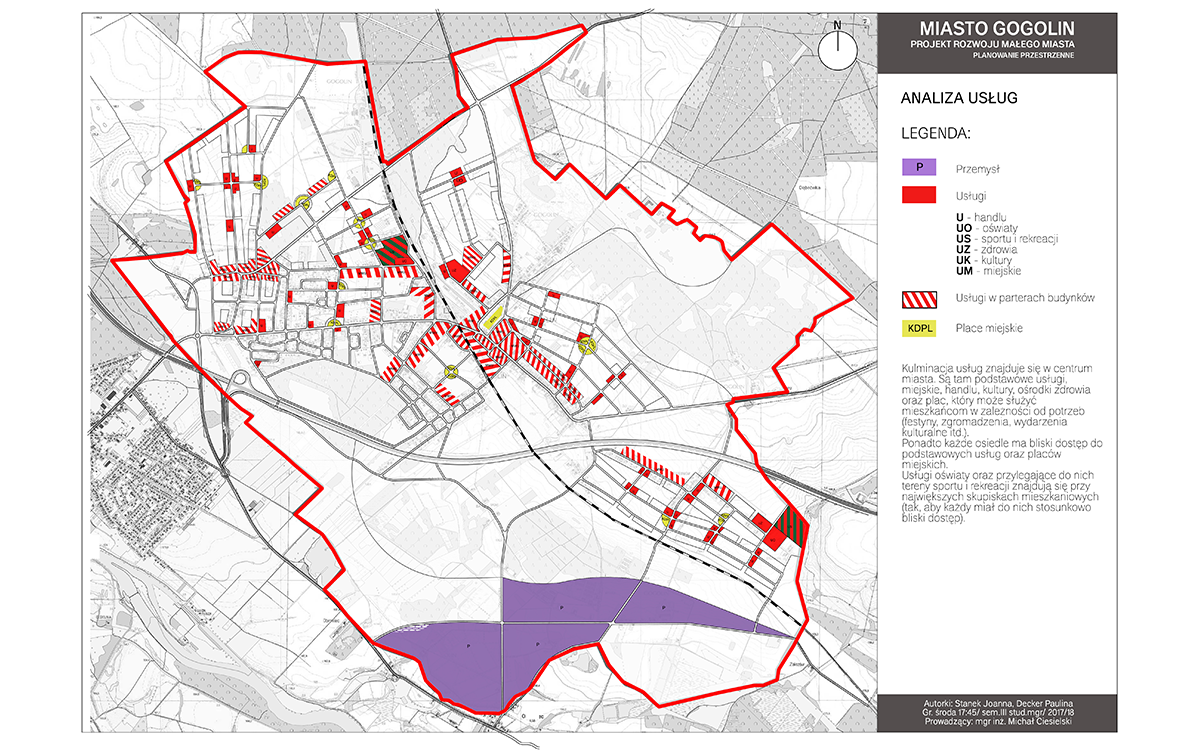 MIASTO GOGOLIN
PROJEKT ROZWOJU MAŁEGO MIASTA
PLANOWANIE PRZESTRZENNE
ANALIZA USŁUG
LEGENDA:
P
Przemysł
Usługi
U - handlu
UO - oświaty
US - sportu i rekreacji
UZ - zdrowia
UK - kultury
UM - miejskie
Usługi w parterach budynków
KDPL
Place miejskie
Kulminacja usług znajduje się w centrum
miasta. Są tam podstawowe usługi,
miejskie, handlu, kultury, ośrodki zdrowia
oraz plac, który może służyć
mieszkańcom w zalezności od potrzeb
(festyny, zgromadzenia, wydarzenia
kulturalne itd.).
Ponadto każde osiedle ma bliski dostęp do
podstawowych usług oraz placów
miejskich.
Usługi oświaty oraz przylegające do nich
tereny sportu i rekreacji znajdują się przy
największych skupiskach mieszkaniowych
(tak, aby każdy miał do nich stosunkowo
bliski dostęp).
Autorki: Stanek Joanna, Decker Paulina
Gr. środa 17:45/ sem.III stud.mgr/ 2017/18
Prowadzący: mgr inż. Michał Ciesielski
N
GOGOLIN
GOGOLIN
Dąbrówka
P
P
P
P